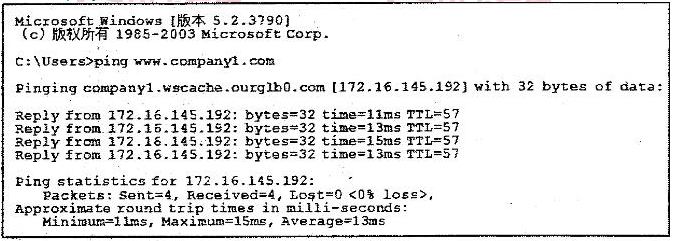 Microsoft Windows [版本 5.2.3790]
(c) 版权所有 1985-2003 Microsoft Corp.
C:\Users>ping www.company1.com
Pinging company1.wscache.ourglb0.com [172.16.145.192] with 32 bytes of data:
Reply from 172.16.145.192: bytes=32 time=11ms TTL=57
Reply from 172.16.145.192: bytes=32 time=13ms TTL=57
Reply from 172.16.145.192: bytes=32 time=15ms TTL=57
Reply from 172.16.145.192: bytes=32 time=13ms TTL=57
Ping statistics for 172.16.145.192:
Packets: Sent=4, Received=4, Lost=0 <0% loss>,
Approximate round trip times in milli-seconds:
Minimum=11ms, Maximum=15ms, Average=13ms